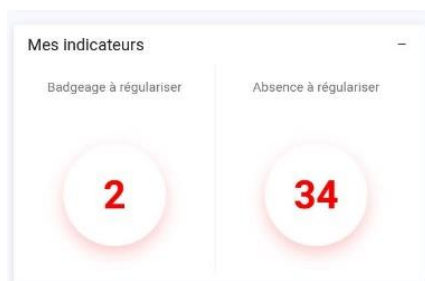 Mes indicateurs
Badgeage à régulariser
Absence à régulariser
2
34